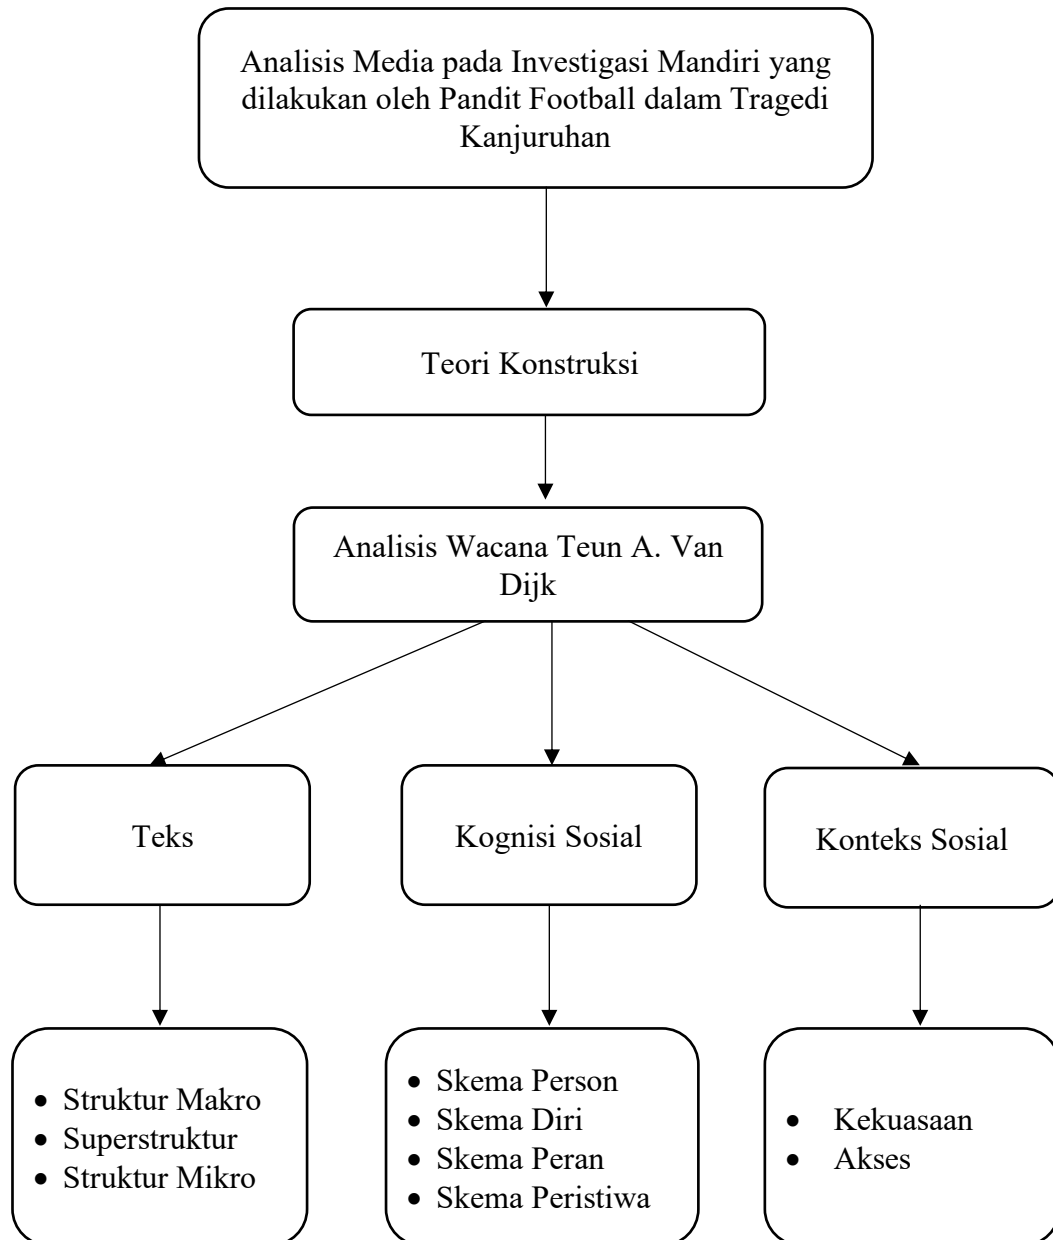 Analisis Media pada Investigasi Mandiri yang
dilakukan oleh Pandit Football dalam Tragedi
Kanjuruhan
Teori Konstruksi
Analisis Wacana Teun A. Van
Dijk
Teks
Kognisi Sosial
Konteks Sosial
• Struktur Makro
• Superstruktur
• Struktur Mikro
• Skema Person
• Skema Diri
• Skema Peran
• Skema Peristiwa
• Kekuasaan
• Akses